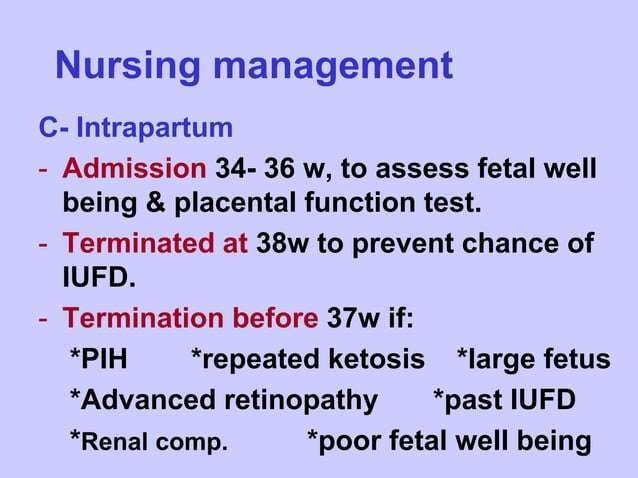 Nursing management
C- Intrapartum
- Admission 34- 36 w, to assess fetal well
being & placental function test.
- Terminated at 38w to prevent chance of
IUFD.
- Termination before 37w if:
*PIH *repeated ketosis *large fetus
*Advanced retinopathy *past IUFD
*Renal comp. *poor fetal well being